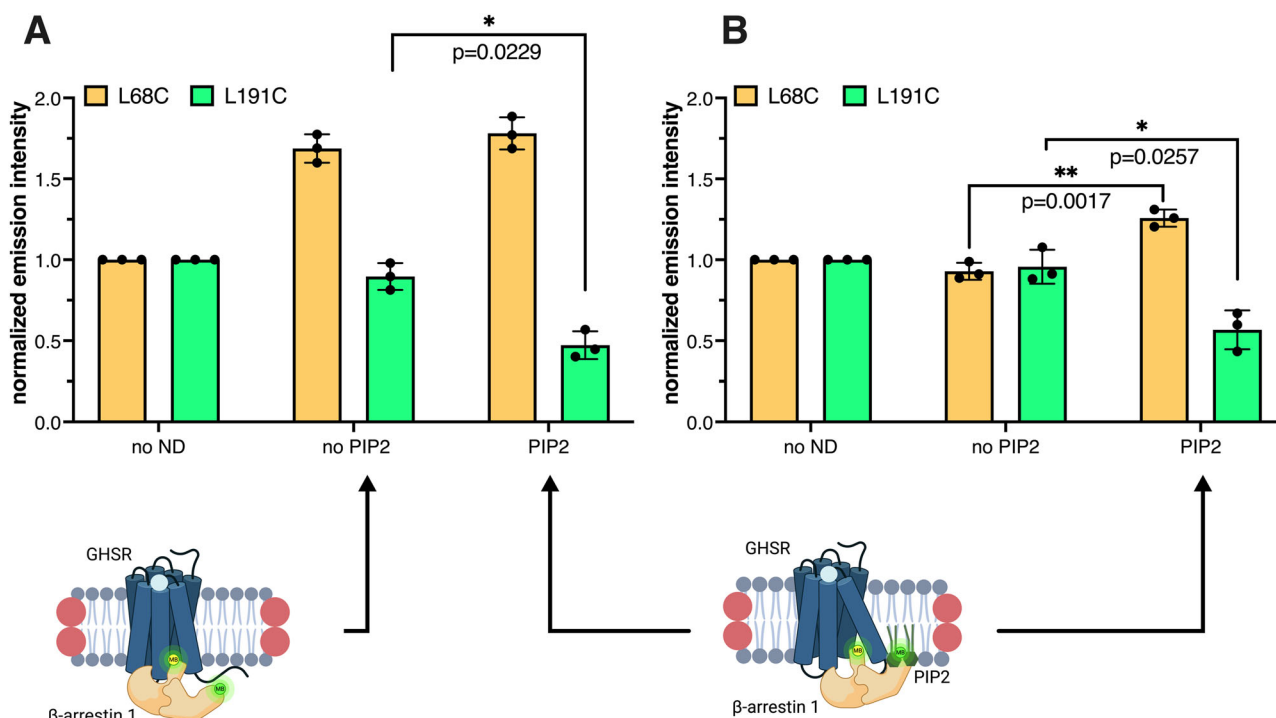 A
*
p=0.0229
L68C L191C
normalized emission intensity
2.0
1.5
1.0
0.5
0.0
no ND no PIP2 PIP2
B
L68C L191C
*
p=0.0257
**
p=0.0017
normalized emission intensity
2.0
1.5
1.0
0.5
0.0
no ND no PIP2 PIP2
GHSR
MB
MB
β-arrestin 1
GHSR
MB
MB
PIP2
β-arrestin 1